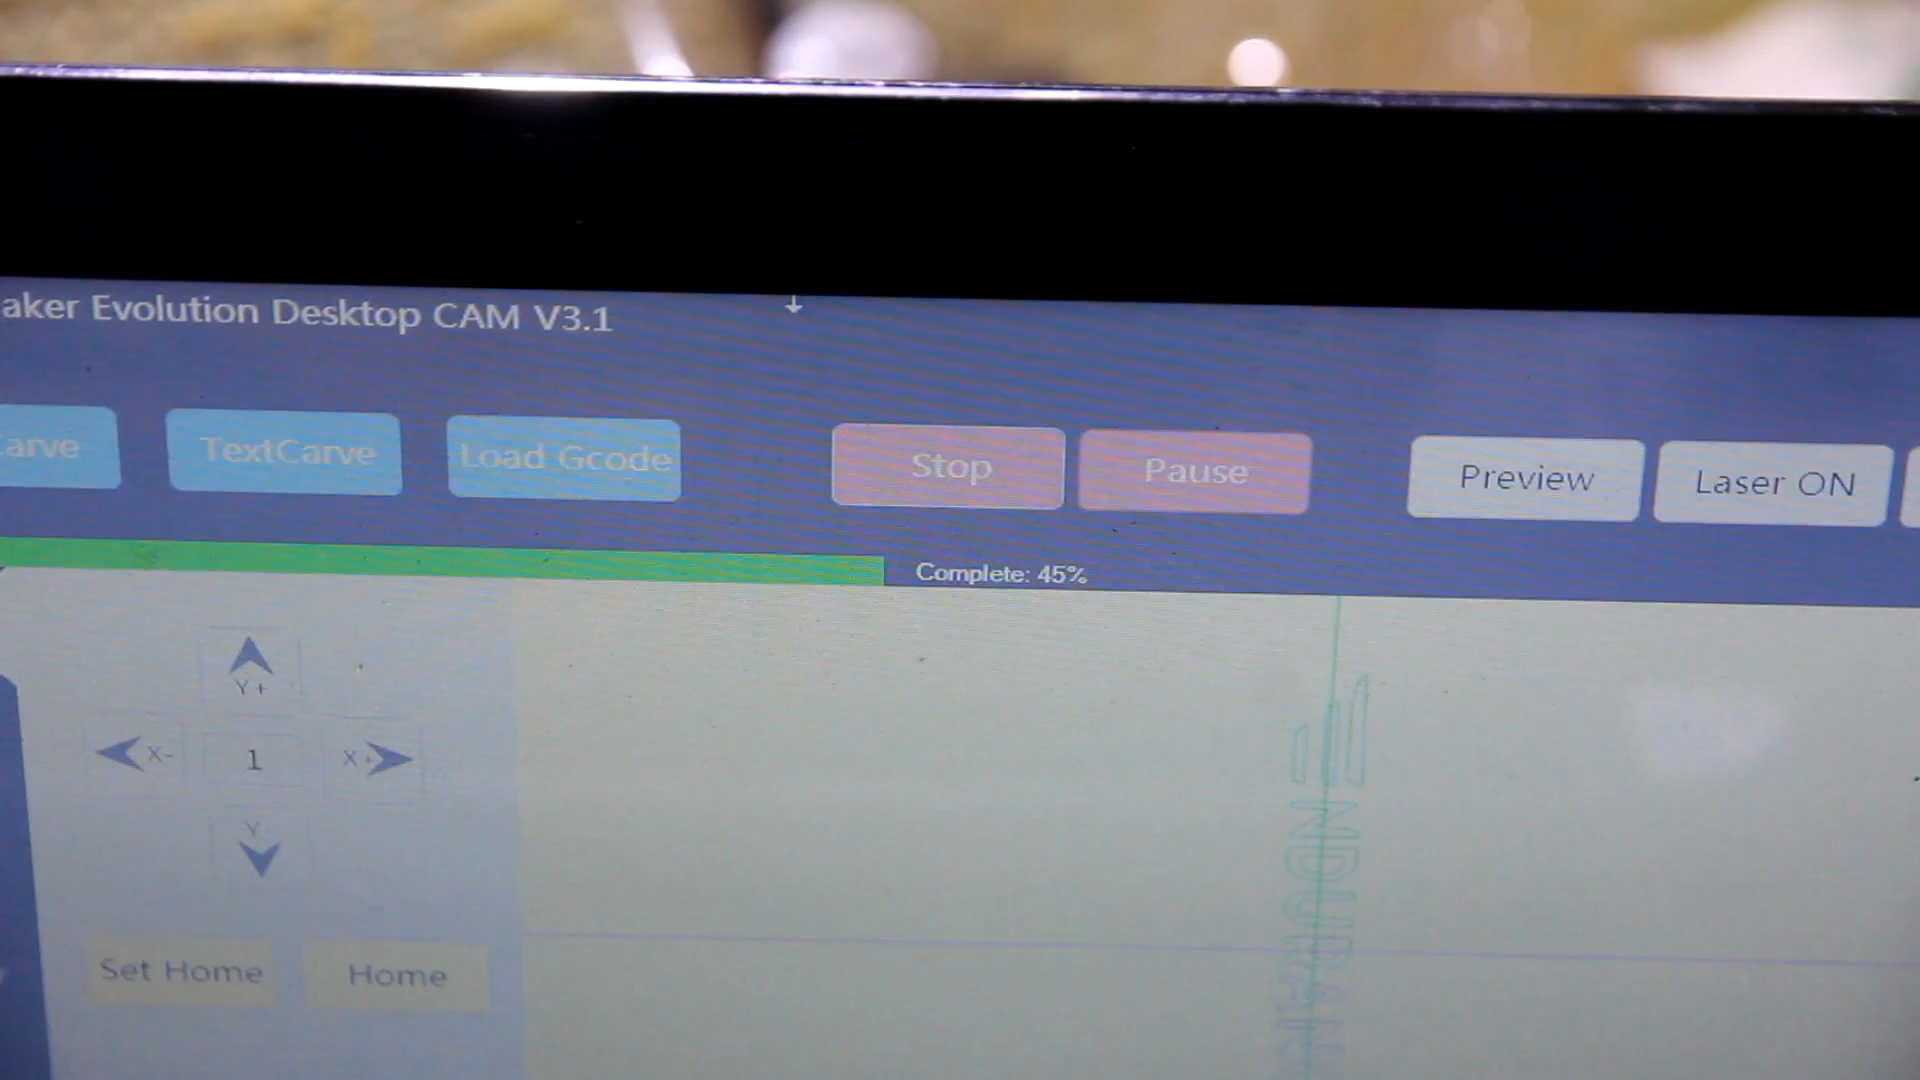 aker Evolution Desktop CAM V3.1
arve
TextCarve
Load Gcode
Stop
Pause
Preview
Laser ON
Complete: 45%
Y+
X-
1
X+
Y-
Set Home
Home
NDURAN